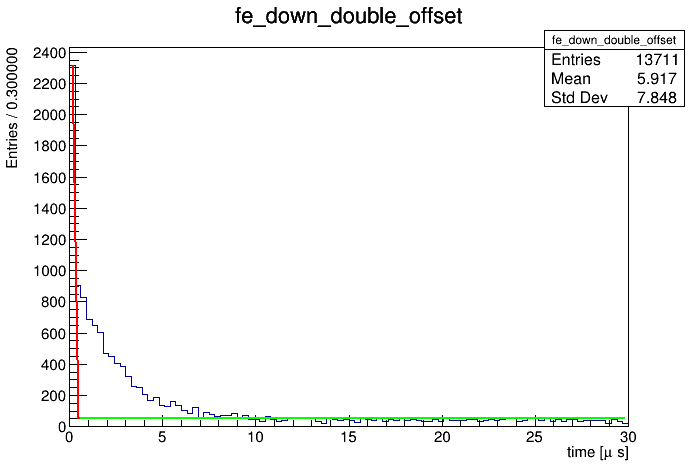 fe_down_double_offset
fe_down_double_offset
Entries 13711
Mean 5.917
Std Dev 7.848
Entries / 0.300000
2400
2200
2000
1800
1600
1400
1200
1000
800
600
400
200
0
0 5 10 15 20 25 30
time [μ s]